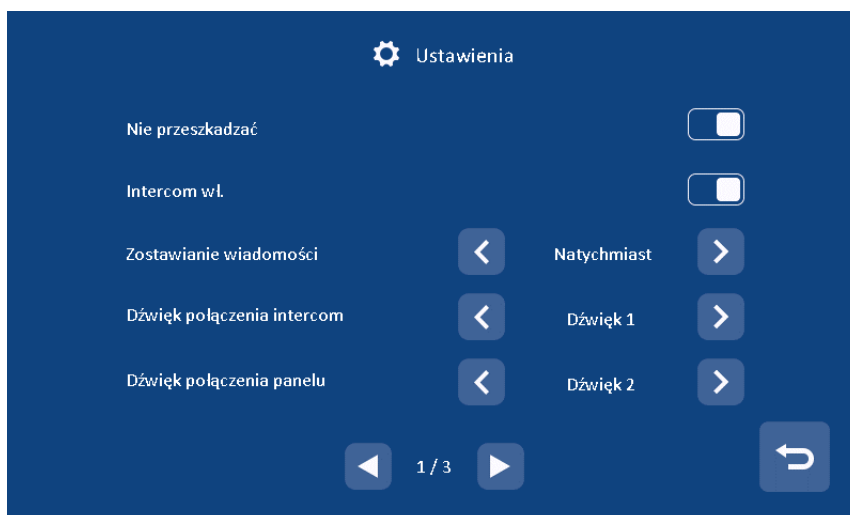 Ustawienia
Nie przeszkadzać
Intercom wł.
Zostawianie wiadomości Natychmiast
Dźwięk połączenia intercom Dźwięk 1
Dźwięk połączenia panelu Dźwięk 2
1 / 3